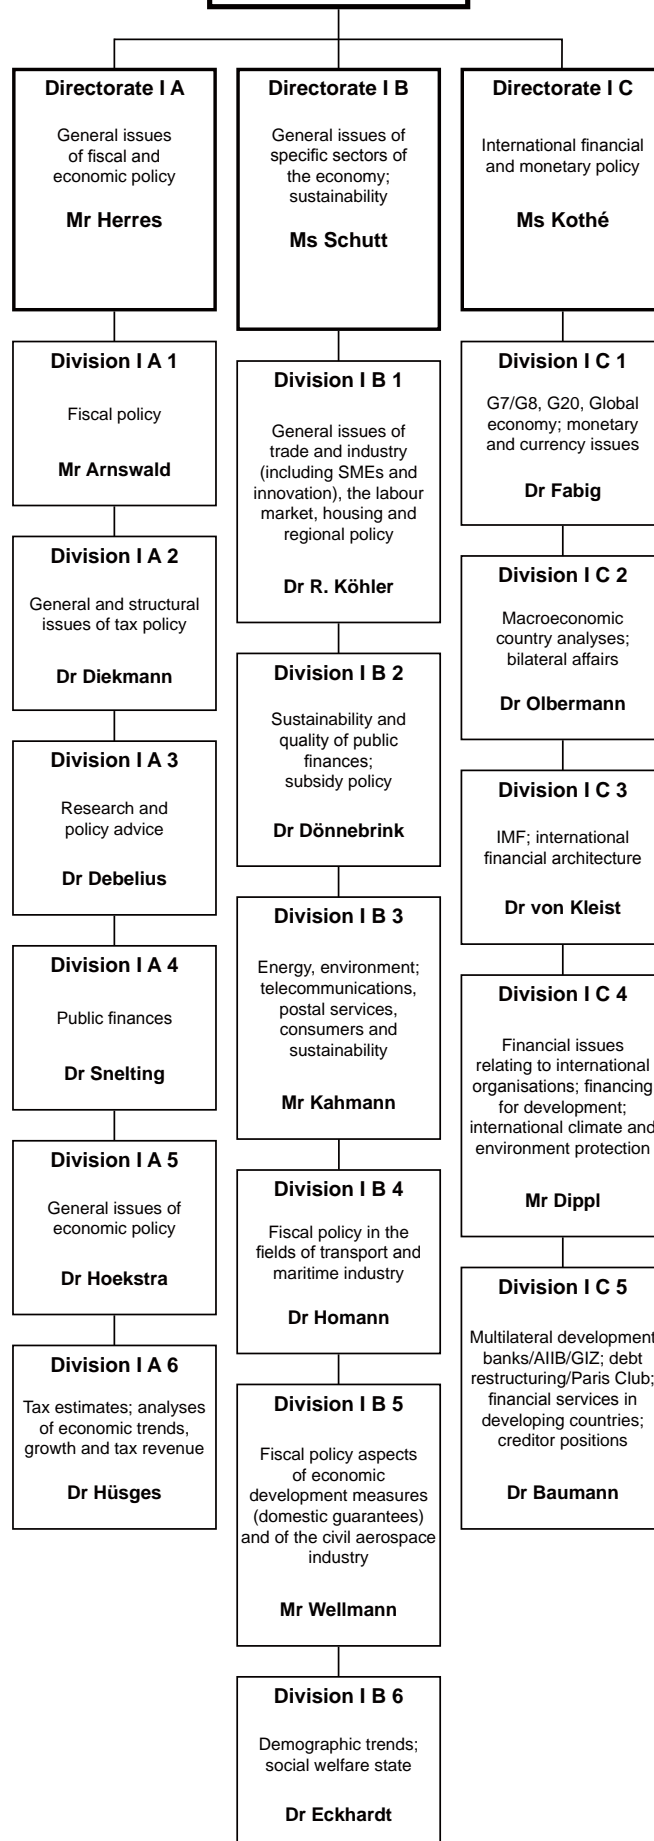 Directorate I A
General issues
of fiscal and
economic policy
Mr Herres
Division I A 1
Fiscal policy
Mr Arnswald
Division I A 2
General and structural
issues of tax policy
Dr Diekmann
Division I A 3
Research and
policy advice
Dr Debelius
Division I A 4
Public finances
Dr Snelting
Division I A 5
General issues of
economic policy
Dr Hoekstra
Division I A 6
Tax estimates; analyses
of economic trends,
growth and tax revenue
Dr Hüsges
Directorate I B
General issues of
specific sectors of
the economy;
sustainability
Ms Schutt
Division I B 1
General issues of
trade and industry
(including SMEs and
innovation), the labour
market, housing and
regional policy
Dr R. Köhler
Division I B 2
Sustainability and
quality of public
finances;
subsidy policy
Dr Dönnebrink
Division I B 3
Energy, environment;
telecommunications,
postal services,
consumers and
sustainability
Mr Kahmann
Division I B 4
Fiscal policy in the
fields of transport and
maritime industry
Dr Homann
Division I B 5
Fiscal policy aspects
of economic
development measures
(domestic guarantees)
and of the civil aerospace
industry
Mr Wellmann
Division I B 6
Demographic trends;
social welfare state
Dr Eckhardt
Directorate I C
International financial
and monetary policy
Ms Kothé
Division I C 1
G7/G8, G20, Global
economy; monetary
and currency issues
Dr Fabig
Division I C 2
Macroeconomic
country analyses;
bilateral affairs
Dr Olbermann
Division I C 3
IMF; international
financial architecture
Dr von Kleist
Division I C 4
Financial issues
relating to international
organisations; financing
for development;
international climate and
environment protection
Mr Dippl
Division I C 5
Multilateral development
banks/AIIB/GIZ; debt
restructuring/Paris Club;
financial services in
developing countries;
creditor positions
Dr Baumann